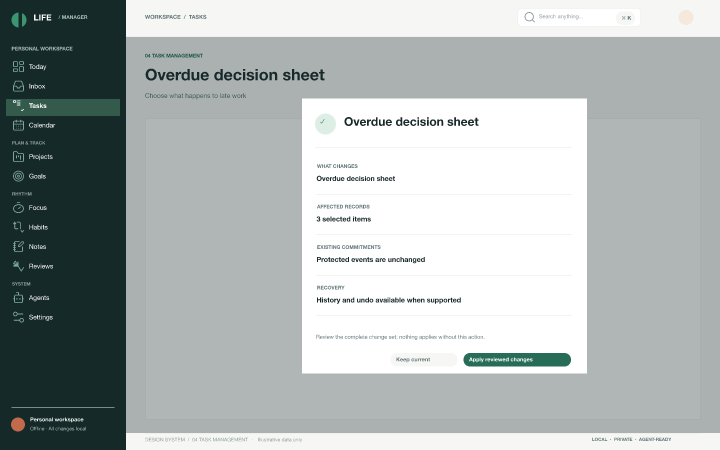 LIFE / MANAGER
PERSONAL WORKSPACE
Today
Inbox
Tasks
Calendar
PLAN & TRACK
Projects
Goals
RHYTHM
Focus
Habits
Notes
Reviews
SYSTEM
Agents
Settings
Personal workspace
Offline · All changes local
WORKSPACE / TASKS
Search anything...
⌘ K
04 TASK MANAGEMENT
Overdue decision sheet
Choose what happens to late work
Overdue decision sheet
WHAT CHANGES
Overdue decision sheet
AFFECTED RECORDS
3 selected items
EXISTING COMMITMENTS
Protected events are unchanged
RECOVERY
History and undo available when supported
Review the complete change set; nothing applies without this action.
Keep current
Apply reviewed changes
DESIGN SYSTEM / 04 TASK MANAGEMENT · Illustrative data only
LOCAL · PRIVATE · AGENT-READY